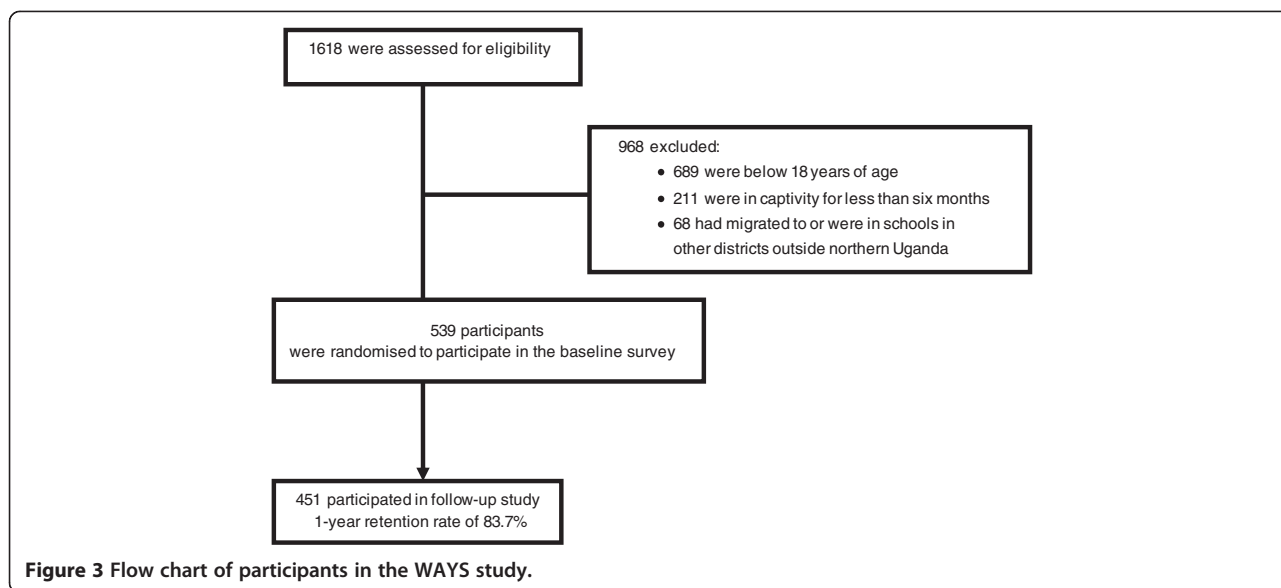 1618 were assessed for eligibility
968 excluded:
• 689 were below 18 years of age
• 211 were in captivity for less than six months
• 68 had migrated to or were in schools in
other districts outside northern Uganda
539 participants
were randomised to participate in the baseline survey
451 participated in follow-up study
1-year retention rate of 83.7%
Figure 3 Flow chart of participants in the WAYS study.